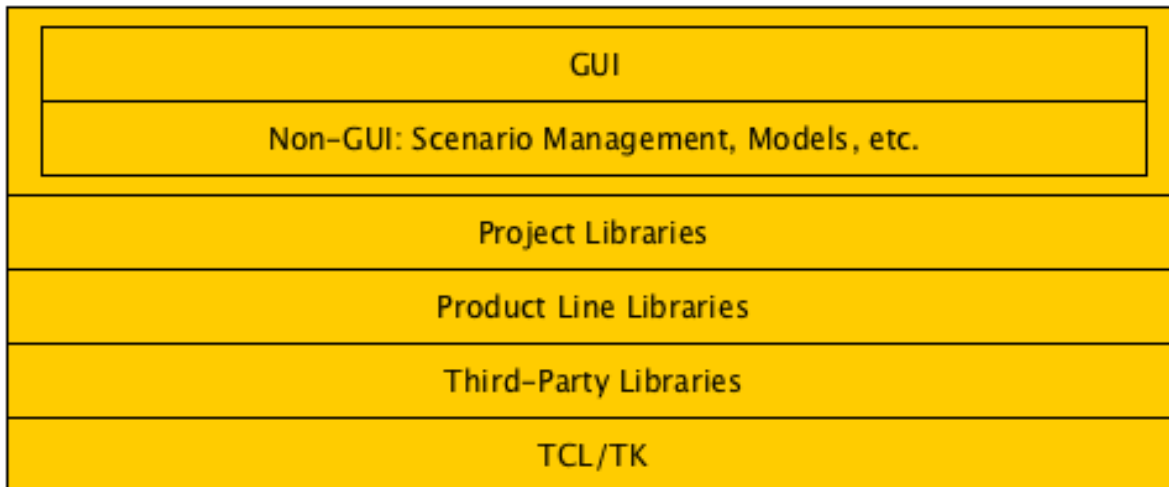 GUI
Non-GUI: Scenario Management, Models, etc.
Project Libraries
Product Line Libraries
Third-Party Libraries
TCL/TK